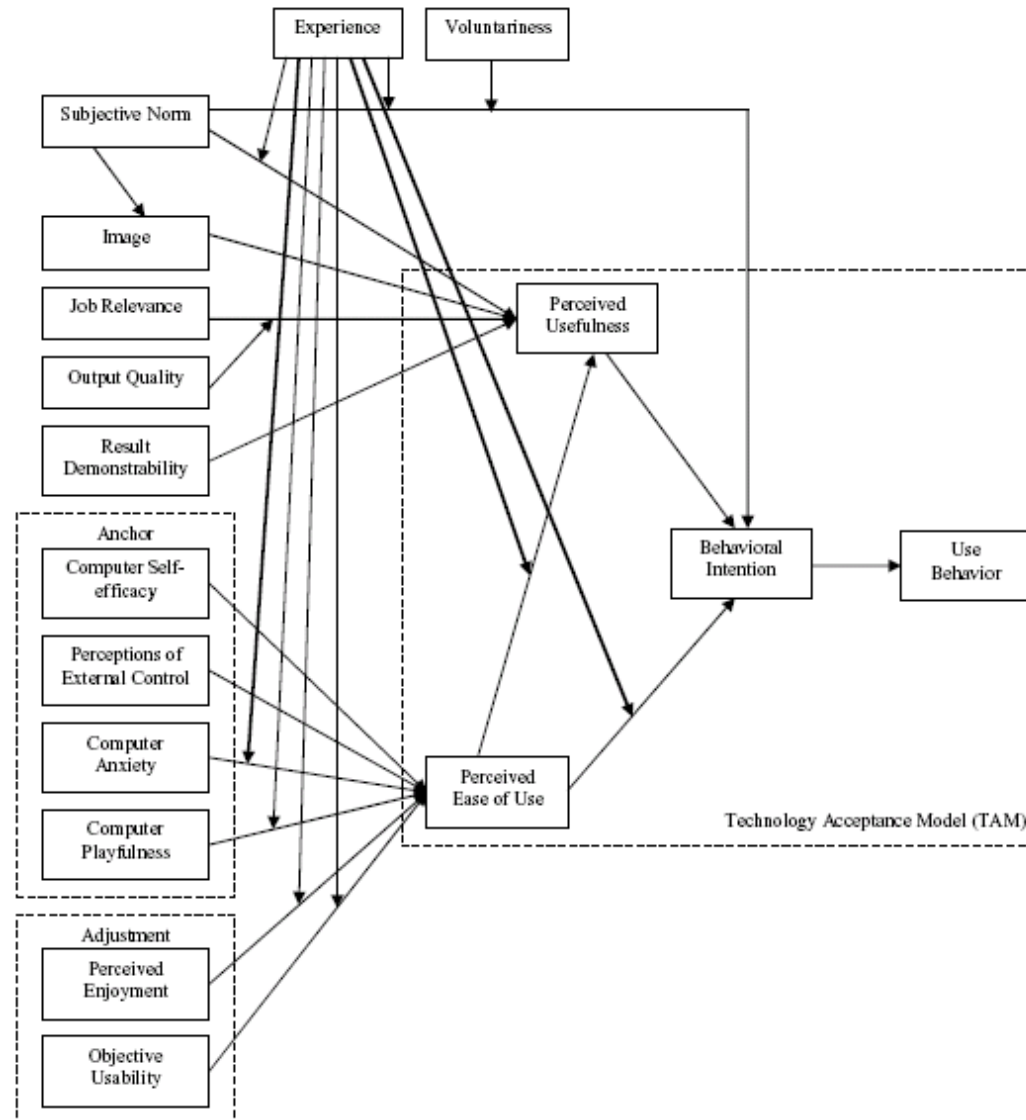 Experience
Voluntariness
Subjective Norm
Image
Job Relevance
Output Quality
Result
Demonstrability
Perceived
Usefulness
Anchor
Computer Self-
efficacy
Perceptions of
External Control
Computer
Anxiety
Computer
Playfulness
Behavioral
Intention
Use
Behavior
Perceived
Ease of Use
Technology Acceptance Model (TAM)
Adjustment
Perceived
Enjoyment
Objective
Usability